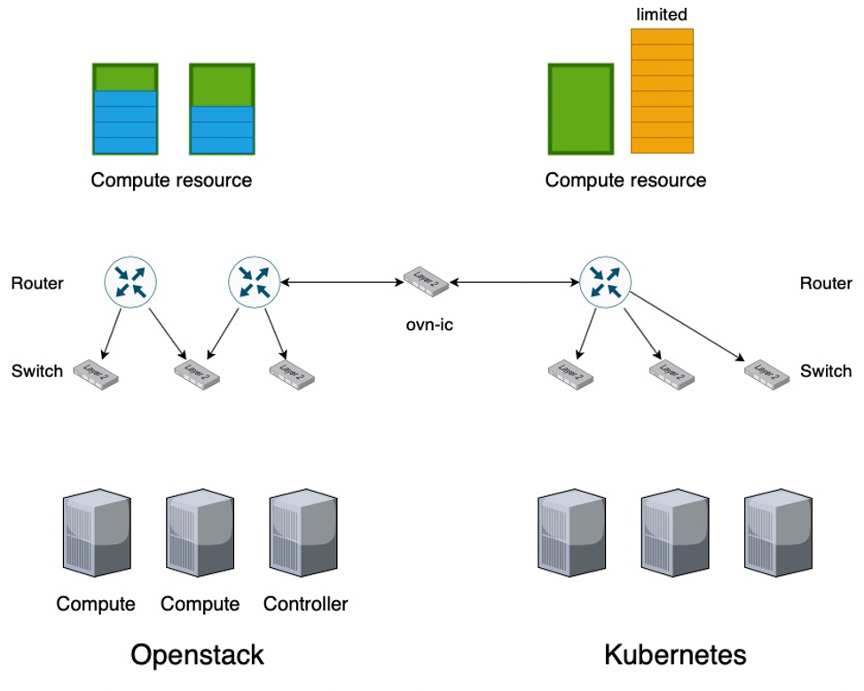 limited
Compute resource
Compute resource
Router
Layer 2
Router
ovn-ic
Switch
Layer 2
Layer 2
Layer 2
Layer 2
Layer 2
Layer 2
Switch
Compute
Compute
Controller
Openstack
Kubernetes